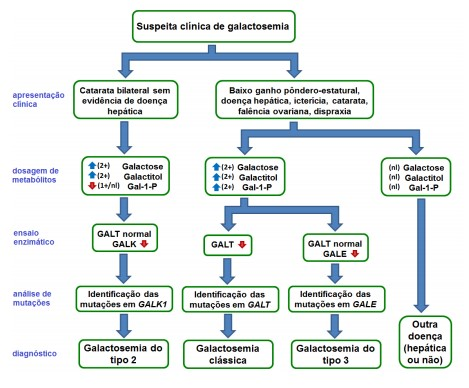 Suspeita clínica de galactosemia
apresentação
clínica
Catarata bilateral sem
evidência de doença
hepática
Baixo ganho pôndero-estatural,
doença hepática, icterícia, catarata,
falência ovariana, dispraxia
dosagem de
metabólitos
(2+) Galactose
(2+) Galactitol
(1+/nl) Gal-1-P
(2+) Galactose
(2+) Galactitol
(2+) Gal-1-P
(nl) Galactose
(nl) Galactitol
(nl) Gal-1-P
ensaio
enzimático
GALT normal
GALK
GALT
GALT normal
GALE
análise de
mutações
Identificação das
mutações em GALK1
Identificação das
mutações em GALT
Identificação das
mutações em GALE
diagnóstico
Galactosemia do
tipo 2
Galactosemia
clássica
Galactosemia do
tipo 3
Outra
doença
(hepática
ou não)